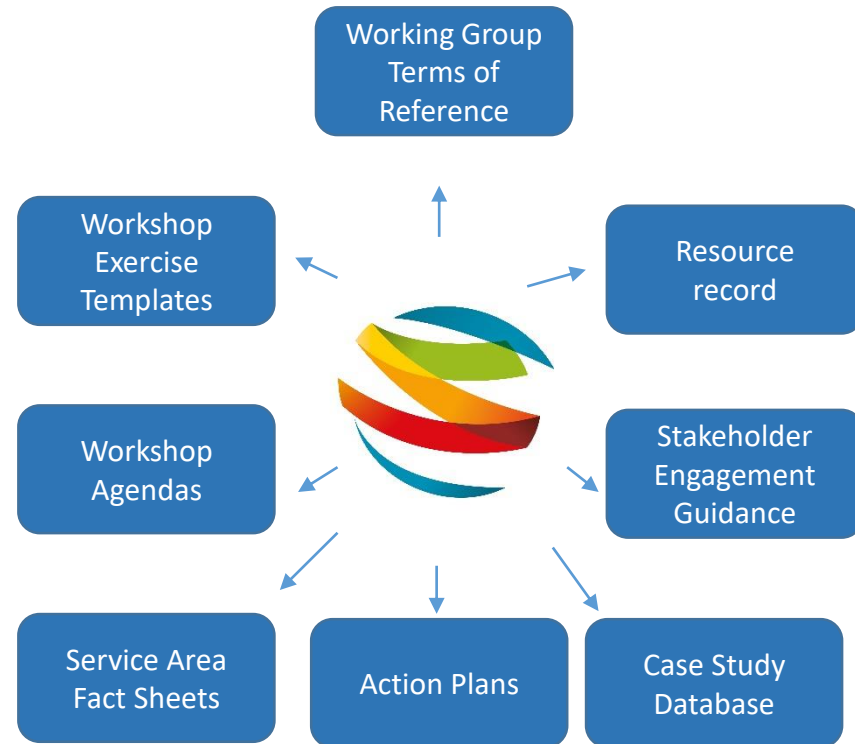 Working Group
Terms of
Reference
Workshop
Exercise
Templates
Resource
record
Workshop
Agendas
Stakeholder
Engagement
Guidance
Service Area
Fact Sheets
Action Plans
Case Study
Database